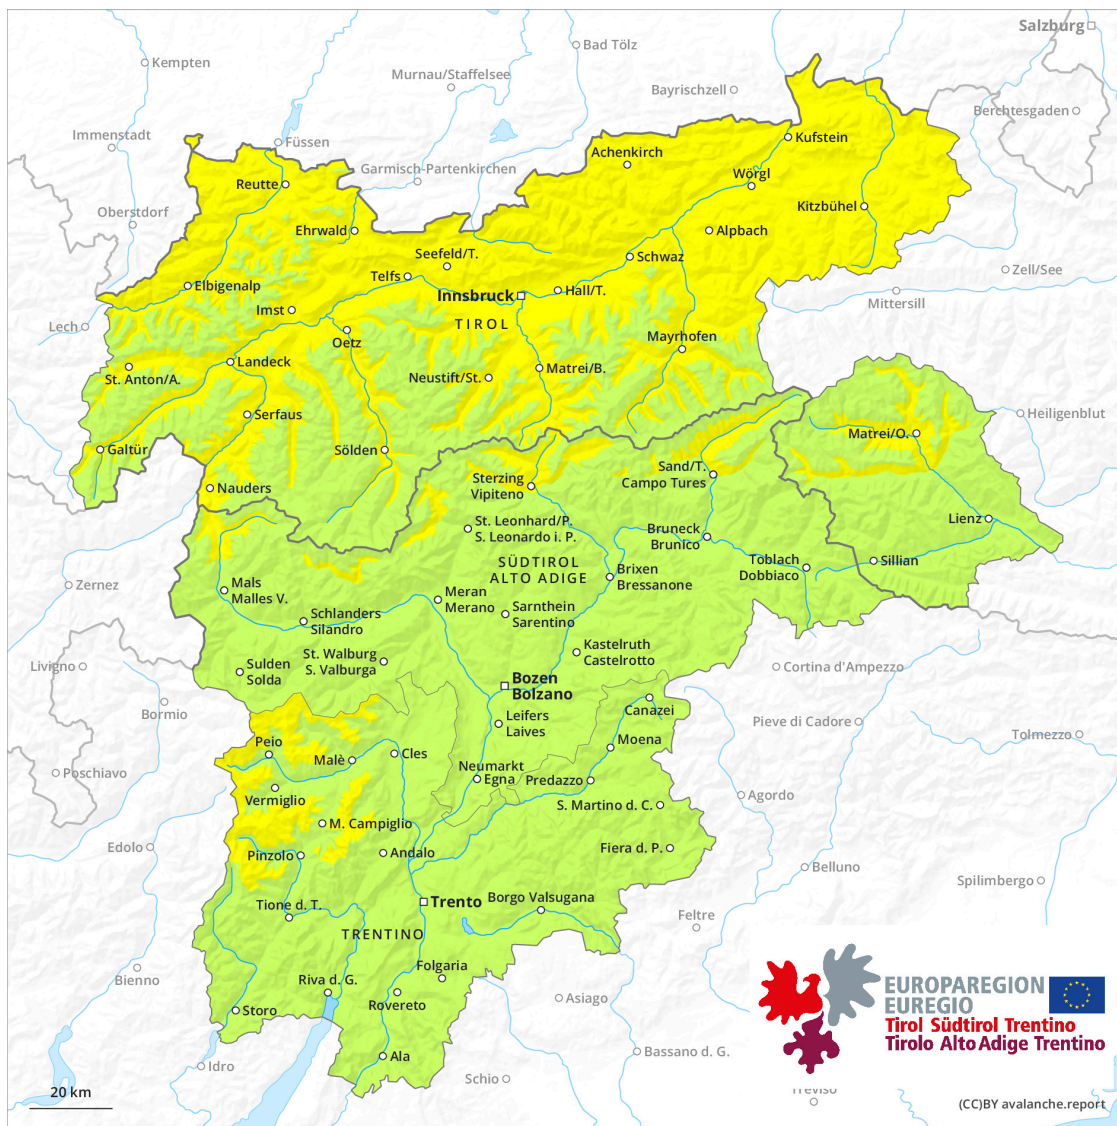 Salzburg
Bad Tölz
Kempten
Murnau/Staffelsee
Bayrischzell
Berchtesgaden
Immenstadt
Füssen
Kufstein
Achenkirch
Garmisch-Partenkirchen
Wörgl
Reutte
Kitzbühel
Oberstdorf
Ehrwald
Alpbach
Seefeld/T.
Schwaz
Telfs
Zell/See
Elbigenalp
Hall/T.
Innsbruck
Mittersill
Imst
TIROL
Lech
Oetz
Mayrhofen
Landeck
Matrei/B.
St. Anton/A.
Neustift/St.
Serfaus
Heiligenblut
Matrei/O.
Galtür
Sölden
Sand/T.
Campo Tures
Sterzing
Vipiteno
Nauders
St. Leonhard/P.
S. Leonardo i. P.
Lienz
Bruneck
Brunico
SÜDTIROL
ALTO ADIGE
Toblach
Dobbiaco
Sillian
Brixen
Bressanone
Zernez
Mals
Malles V.
Meran
Merano
Schlanders
Silandro
Sarnthein
Sarentino
Kastelruth
Castelrotto
St. Walburg
S. Valburga
Livigno
Sulden
Solda
Cortina d'Ampezzo
Bozen
Bolzano
Bormio
Canazei
Leifers
Laives
Pieve di Cadore
Tolmezzo
Peio
Moena
Malè
Cles
Poschiavo
Neumarkt
Egna
Predazzo
Vermiglio
S. Martino d. C.
Agordo
M. Campiglio
Edolo
Pinzolo
Andalo
Fiera d. P.
Belluno
Spilimbergo
Trento
Borgo Valsugana
Tione d. T.
Feltre
TRENTINO
Folgaria
Bienno
Riva d. G.
Rovereto
Asiago
EUROPAREGION
EUREGIO
Tirol Südtirol Trentino
Tirolo Alto Adige Trentino
Storo
Ala
Bassano d. G.
Idro
Schio
Treviso
20 km
(CC)BY avalanche.report